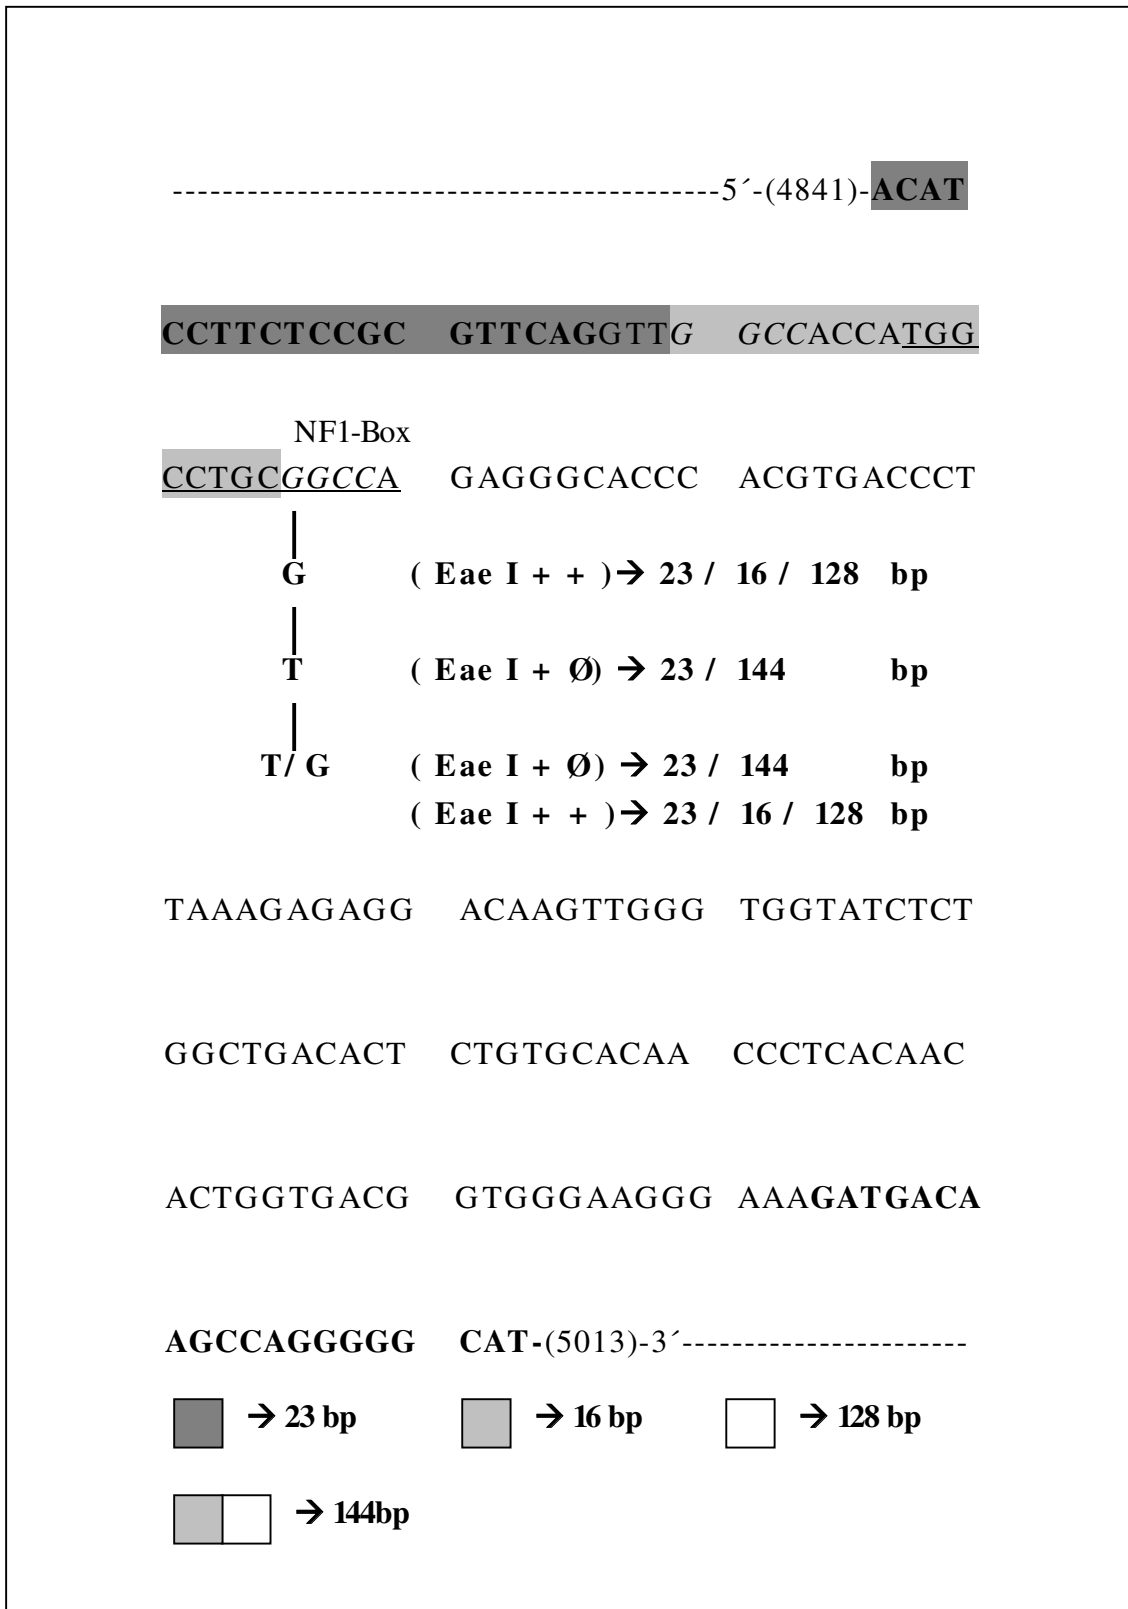 -------------------------------------------5´-(4841)-ACAT
CCTTCTCCGC GTTCAGGTTG GCCACCATGG
NF1-Box
CCTGCGGCCA GAGGGCACCC ACGTGACCCT
G ( Eae I + + )→ 23 / 16 / 128 bp
T ( Eae I + Ø) → 23 / 144 bp
T/ G ( Eae I + Ø) → 23 / 144 bp
( Eae I + + )→ 23 / 16 / 128 bp
TAAAGAGAGG ACAAGTTGGG TGGTATCTCT
GGCTGACACT CTGTGCACAA CCCTCACAAC
ACTGGTGACG GTGGGAAGGG AAAGATGACA
AGCCAGGGGG CAT-(5013)-3´-----------------------
→ 23 bp → 16 bp → 128 bp
→ 144bp